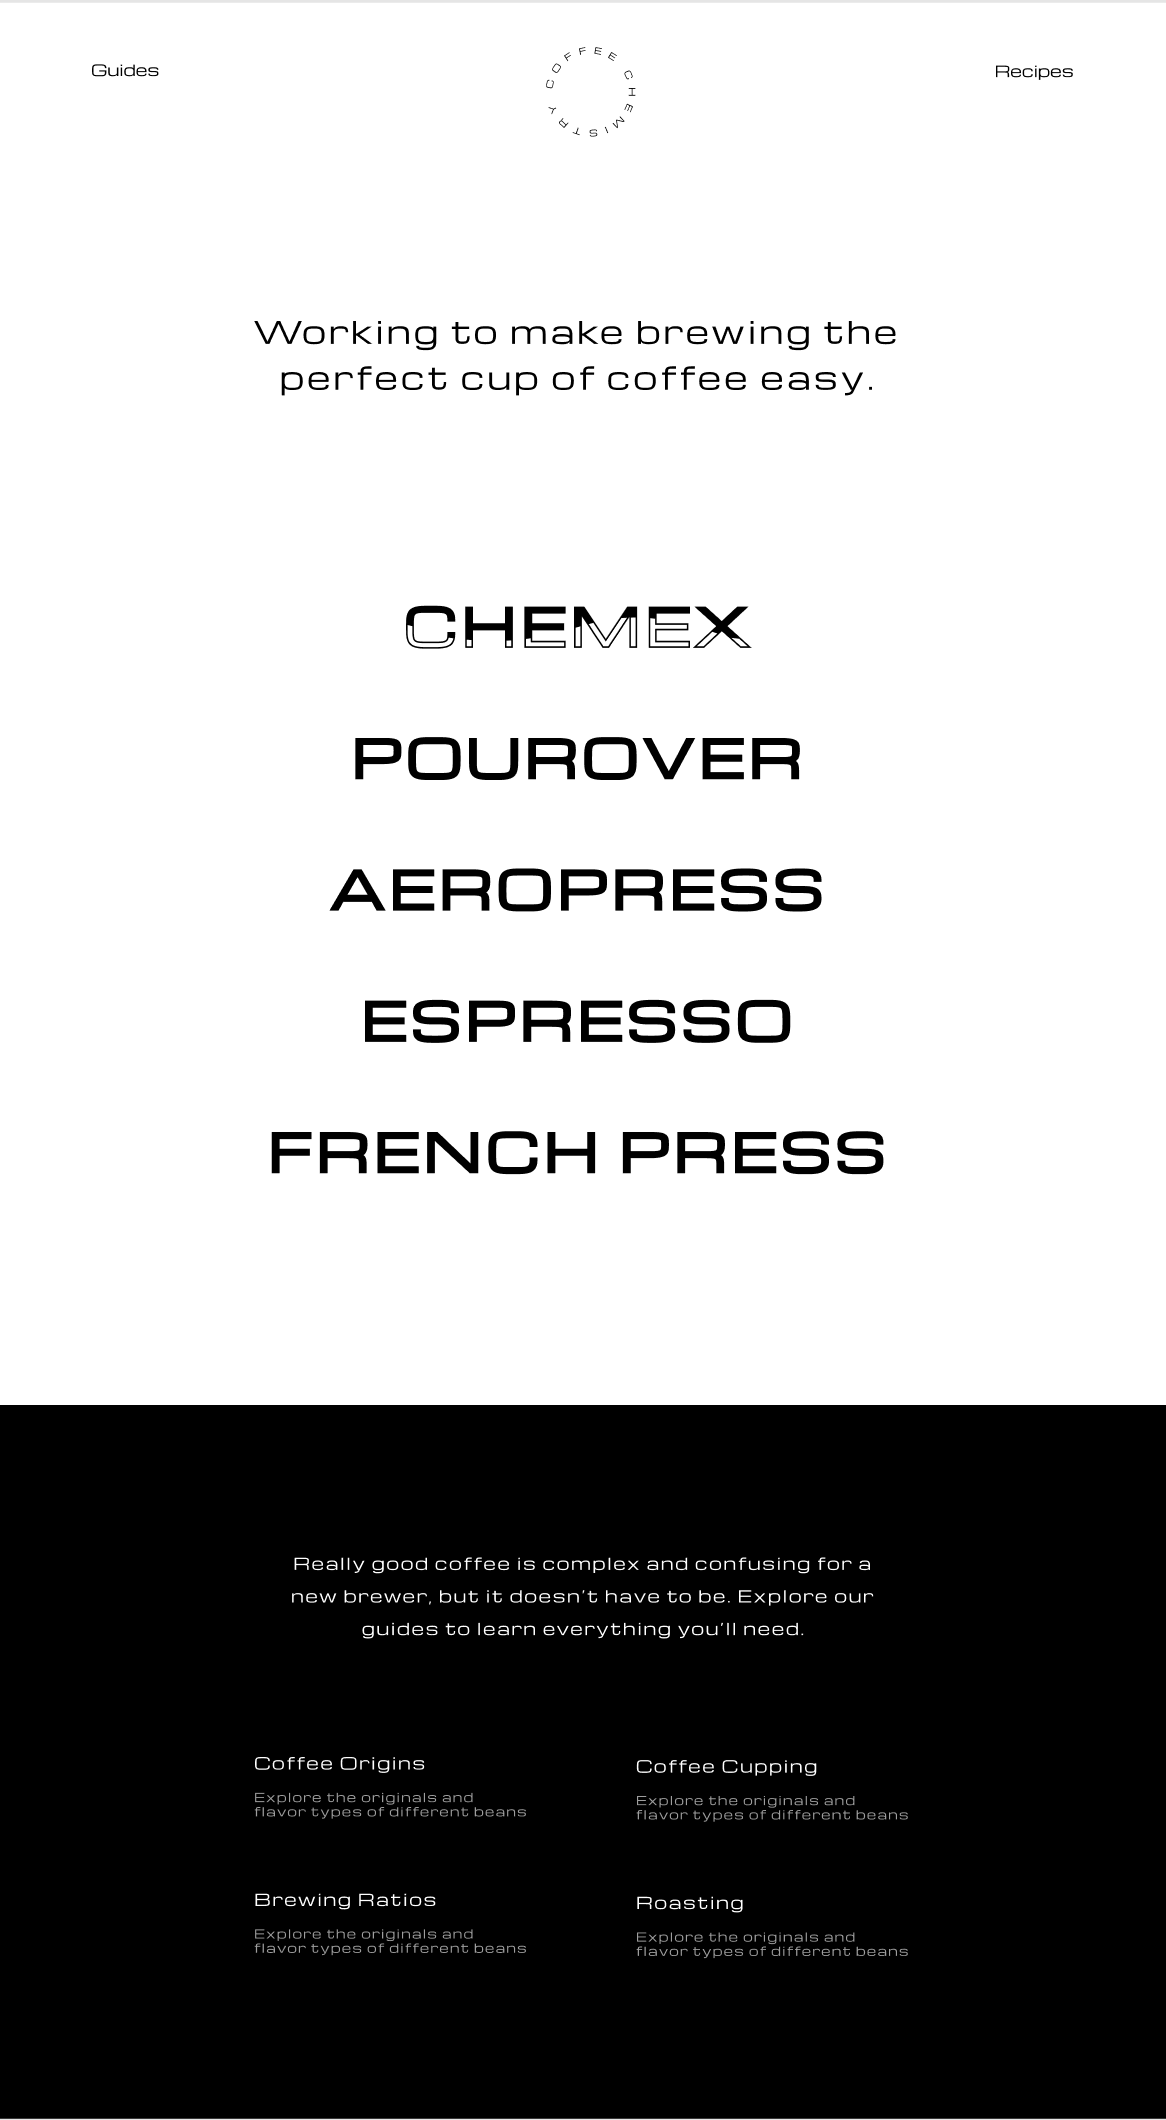 Guides
COFFEE CHEMISTRY
Recipes
Working to make brewing the
perfect cup of coffee easy.
CHEMEX
POUROVER
AEROPRESS
ESPRESSO
FRENCH PRESS
Really good coffee is complex and confusing for a
new brewer, but it doesn't have to be. Explore our
guides to learn everything you'll need.
Coffee Origins
Explore the originals and
flavor types of different beans
Coffee Cupping
Explore the originals and
flavor types of different beans
Brewing Ratios
Explore the originals and
flavor types of different beans
Roasting
Explore the originals and
flavor types of different beans